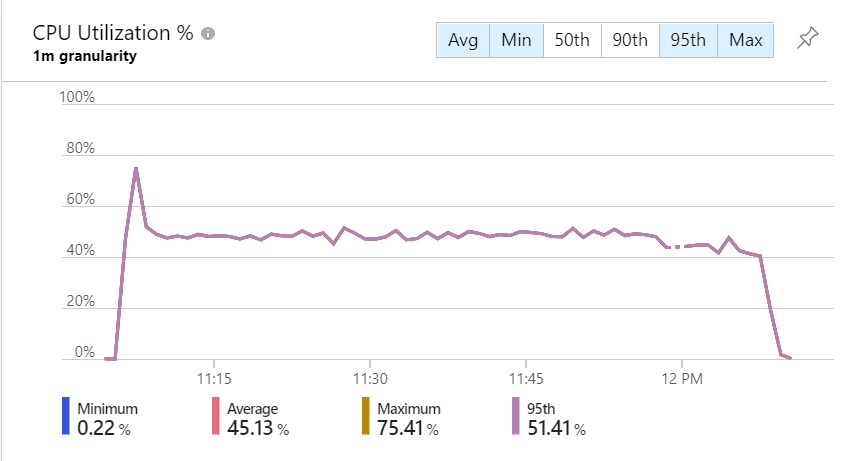 CPU Utilization %
1m granularity
Avg Min 50th 90th 95th Max
100%
80%
60%
40%
20%
0%
11:15 11:30 11:45 12 PM
Minimum Average Maximum 95th
0.22 % 45.13 % 75.41 % 51.41 %